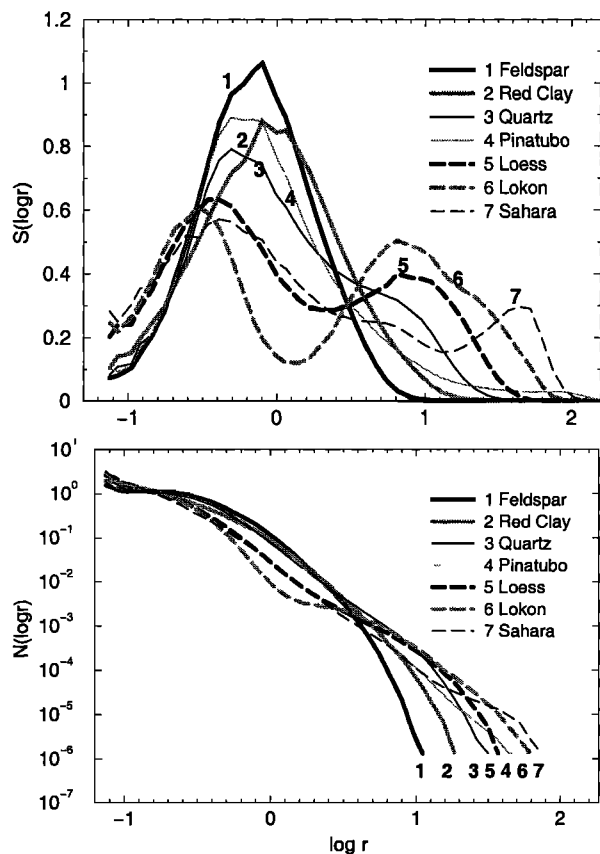 1.2
1
0.8
0.6
0.4
0.2
0
S(logr)
−1
0
1
2
1
2
3
4
5
6
7
1 Feldspar
2 Red Clay
3 Quartz
4 Pinatubo
5 Loess
6 Lokon
7 Sahara
10¹
10⁰
10⁻¹
10⁻²
10⁻³
10⁻⁴
10⁻⁵
10⁻⁶
10⁻⁷
N(logr)
1 Feldspar
2 Red Clay
3 Quartz
4 Pinatubo
5 Loess
6 Lokon
7 Sahara
1 2 3 5 4 6 7
−1
0
1
2
log r